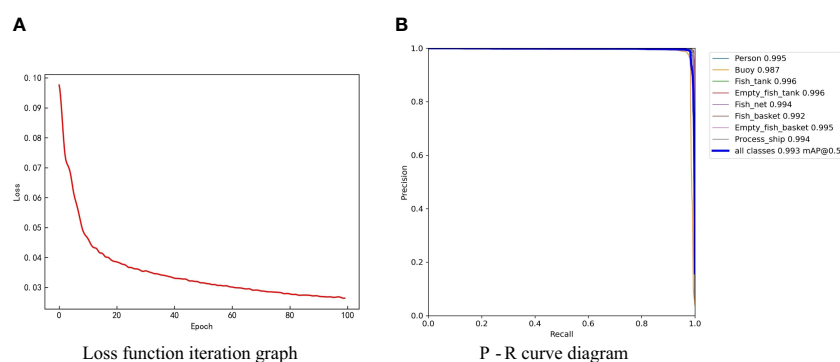 A
B
0. 10
0. 09
0. 08
0. 07
0. 06
0. 05
0. 04
0. 03
Loss
0
20
40
60
80
100
Epoch
Loss function iteration graph
1.0
0.8
0.6
0.4
0.2
0.0
Precision
0.0
0.2
0.4
0.6
0.8
1.0
Recall
Person 0.995
Buoy 0.987
Fish_tank 0.996
Empty_fish_tank 0.996
Fish_net 0.994
Fish_basket 0.992
Empty_fish_basket 0.995
Process_ship 0.994
all classes 0.993 mAP@0.5
P - R curve diagram